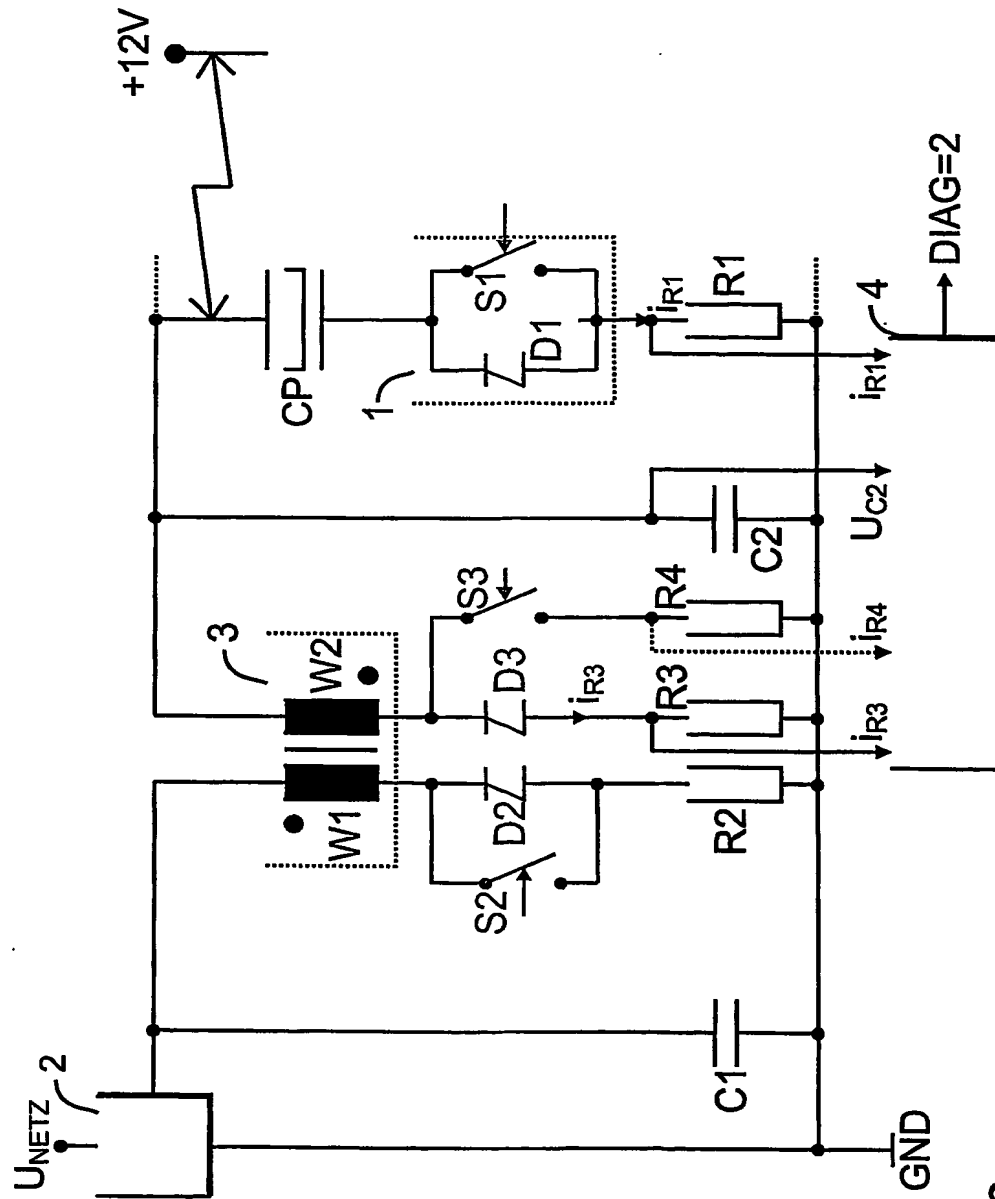 +12V
U_NETZ
2
3
W1
W2
CP
1
D1
S1
i_R1
R1
4
DIAG=2
i_R1
U_C2
C2
S3
D3
i_R3
R4
R3
i_R4
i_R3
S2
D2
R2
C1
GND